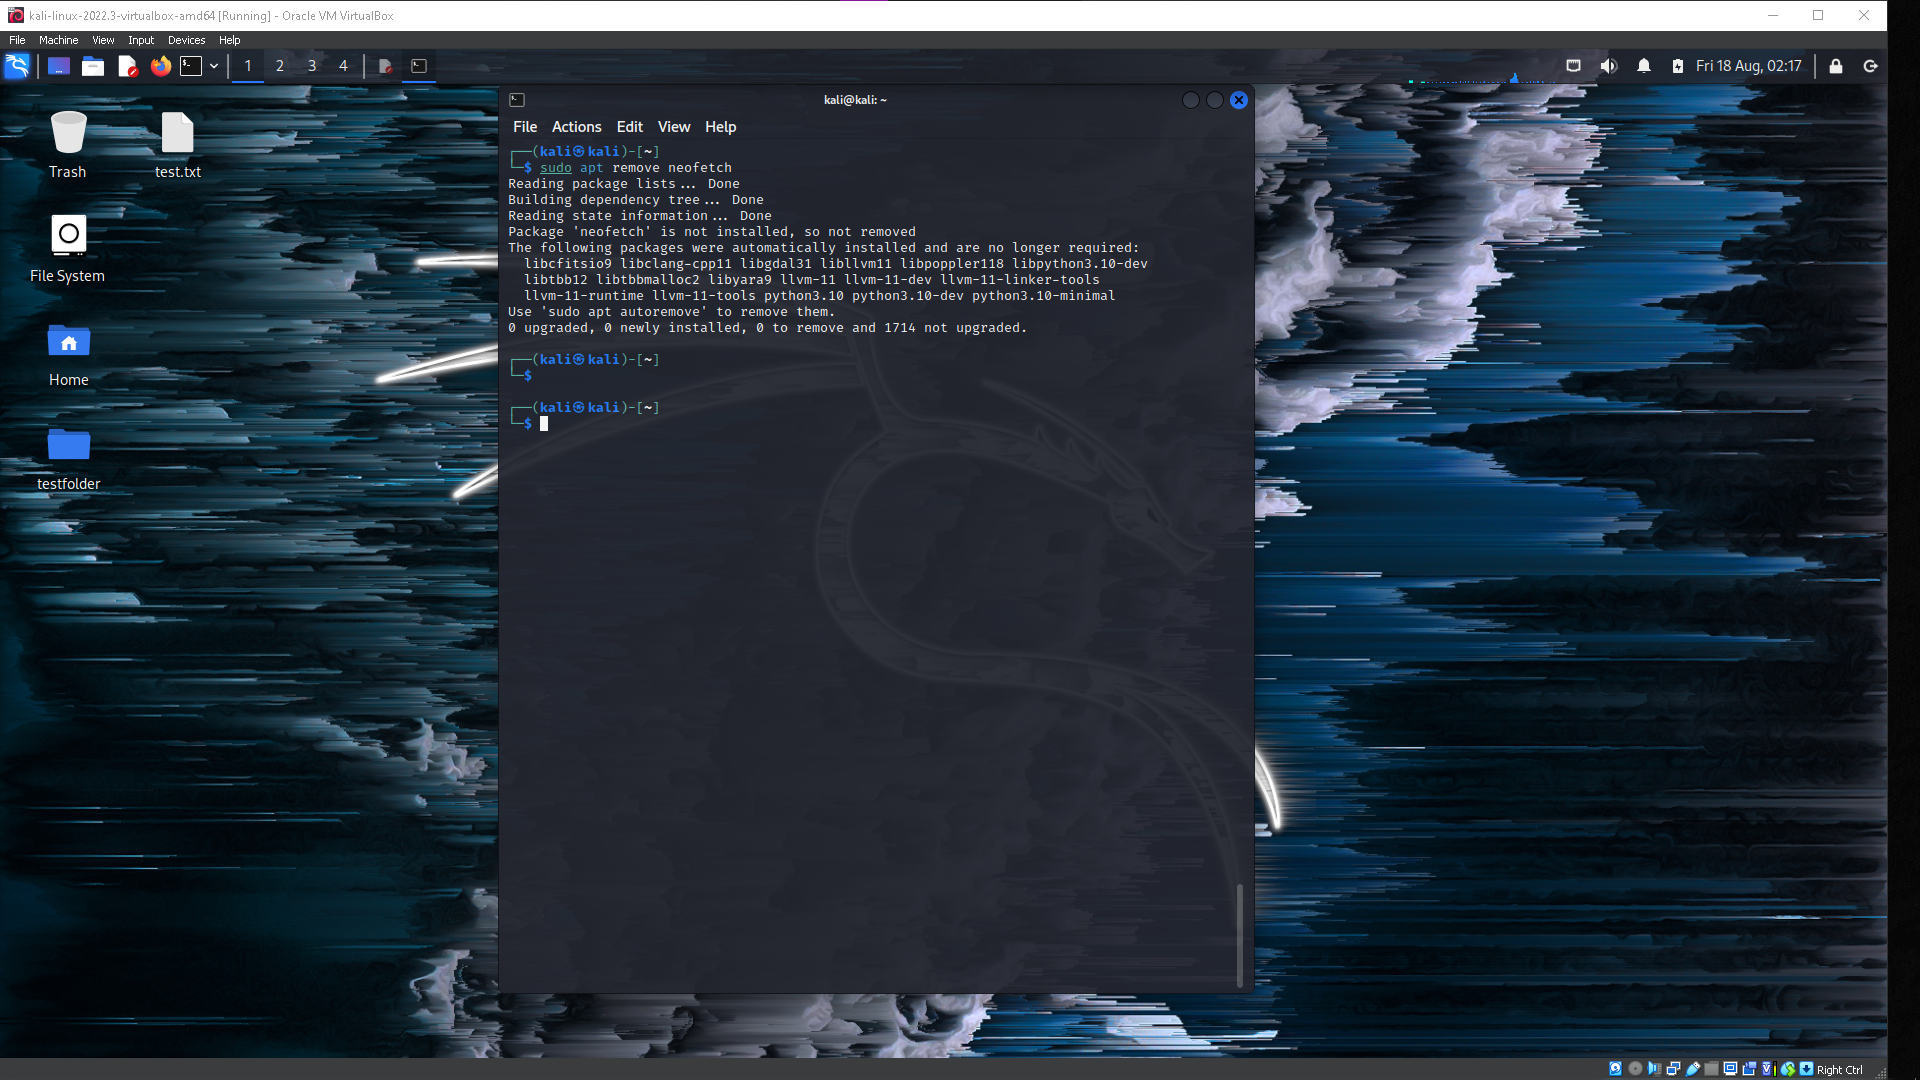 kali-linux-2022.3-virtualbox-amd64 [Running] - Oracle VM VirtualBox
File Machine View Input Devices Help
1 2 3 4 Fri 18 Aug, 02:17
kali@kali: ~
File Actions Edit View Help
Trash
test.txt
File System
Home
testfolder
┌──(kali㉿kali)-[~]
└─$ sudo apt remove neofetch
Reading package lists... Done
Building dependency tree... Done
Reading state information... Done
Package 'neofetch' is not installed, so not removed
The following packages were automatically installed and are no longer required:
  libcfitsio9 libclang-cpp11 libgdal31 libllvm11 libpoppler118 libpython3.10-dev
  libtbb12 libtbbmalloc2 libyara9 llvm-11 llvm-11-dev llvm-11-linker-tools
  llvm-11-runtime llvm-11-tools python3.10 python3.10-dev python3.10-minimal
Use 'sudo apt autoremove' to remove them.
0 upgraded, 0 newly installed, 0 to remove and 1714 not upgraded.
┌──(kali㉿kali)-[~]
└─$
┌──(kali㉿kali)-[~]
└─$
Right Ctrl